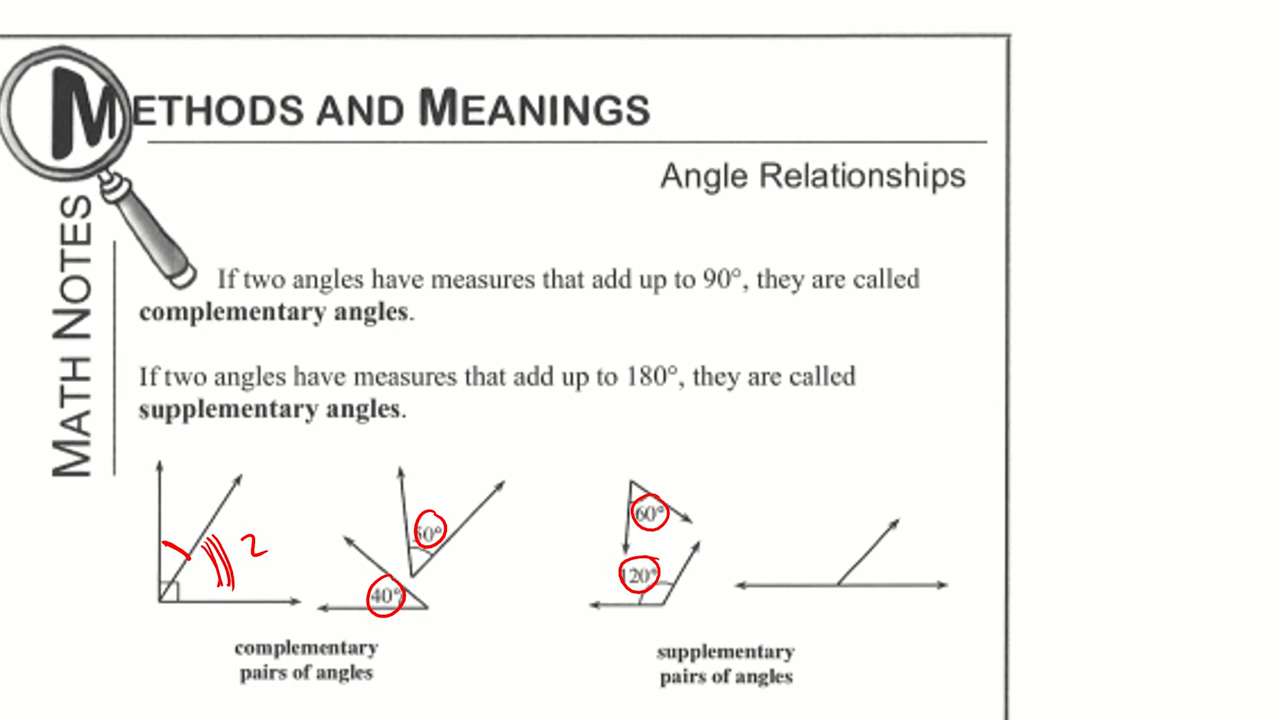 METHODS AND MEANINGS
MATH NOTES
Angle Relationships
If two angles have measures that add up to 90°, they are called
complementary angles.
If two angles have measures that add up to 180°, they are called
supplementary angles.
2
50°
40°
60°
120°
complementary
pairs of angles
supplementary
pairs of angles